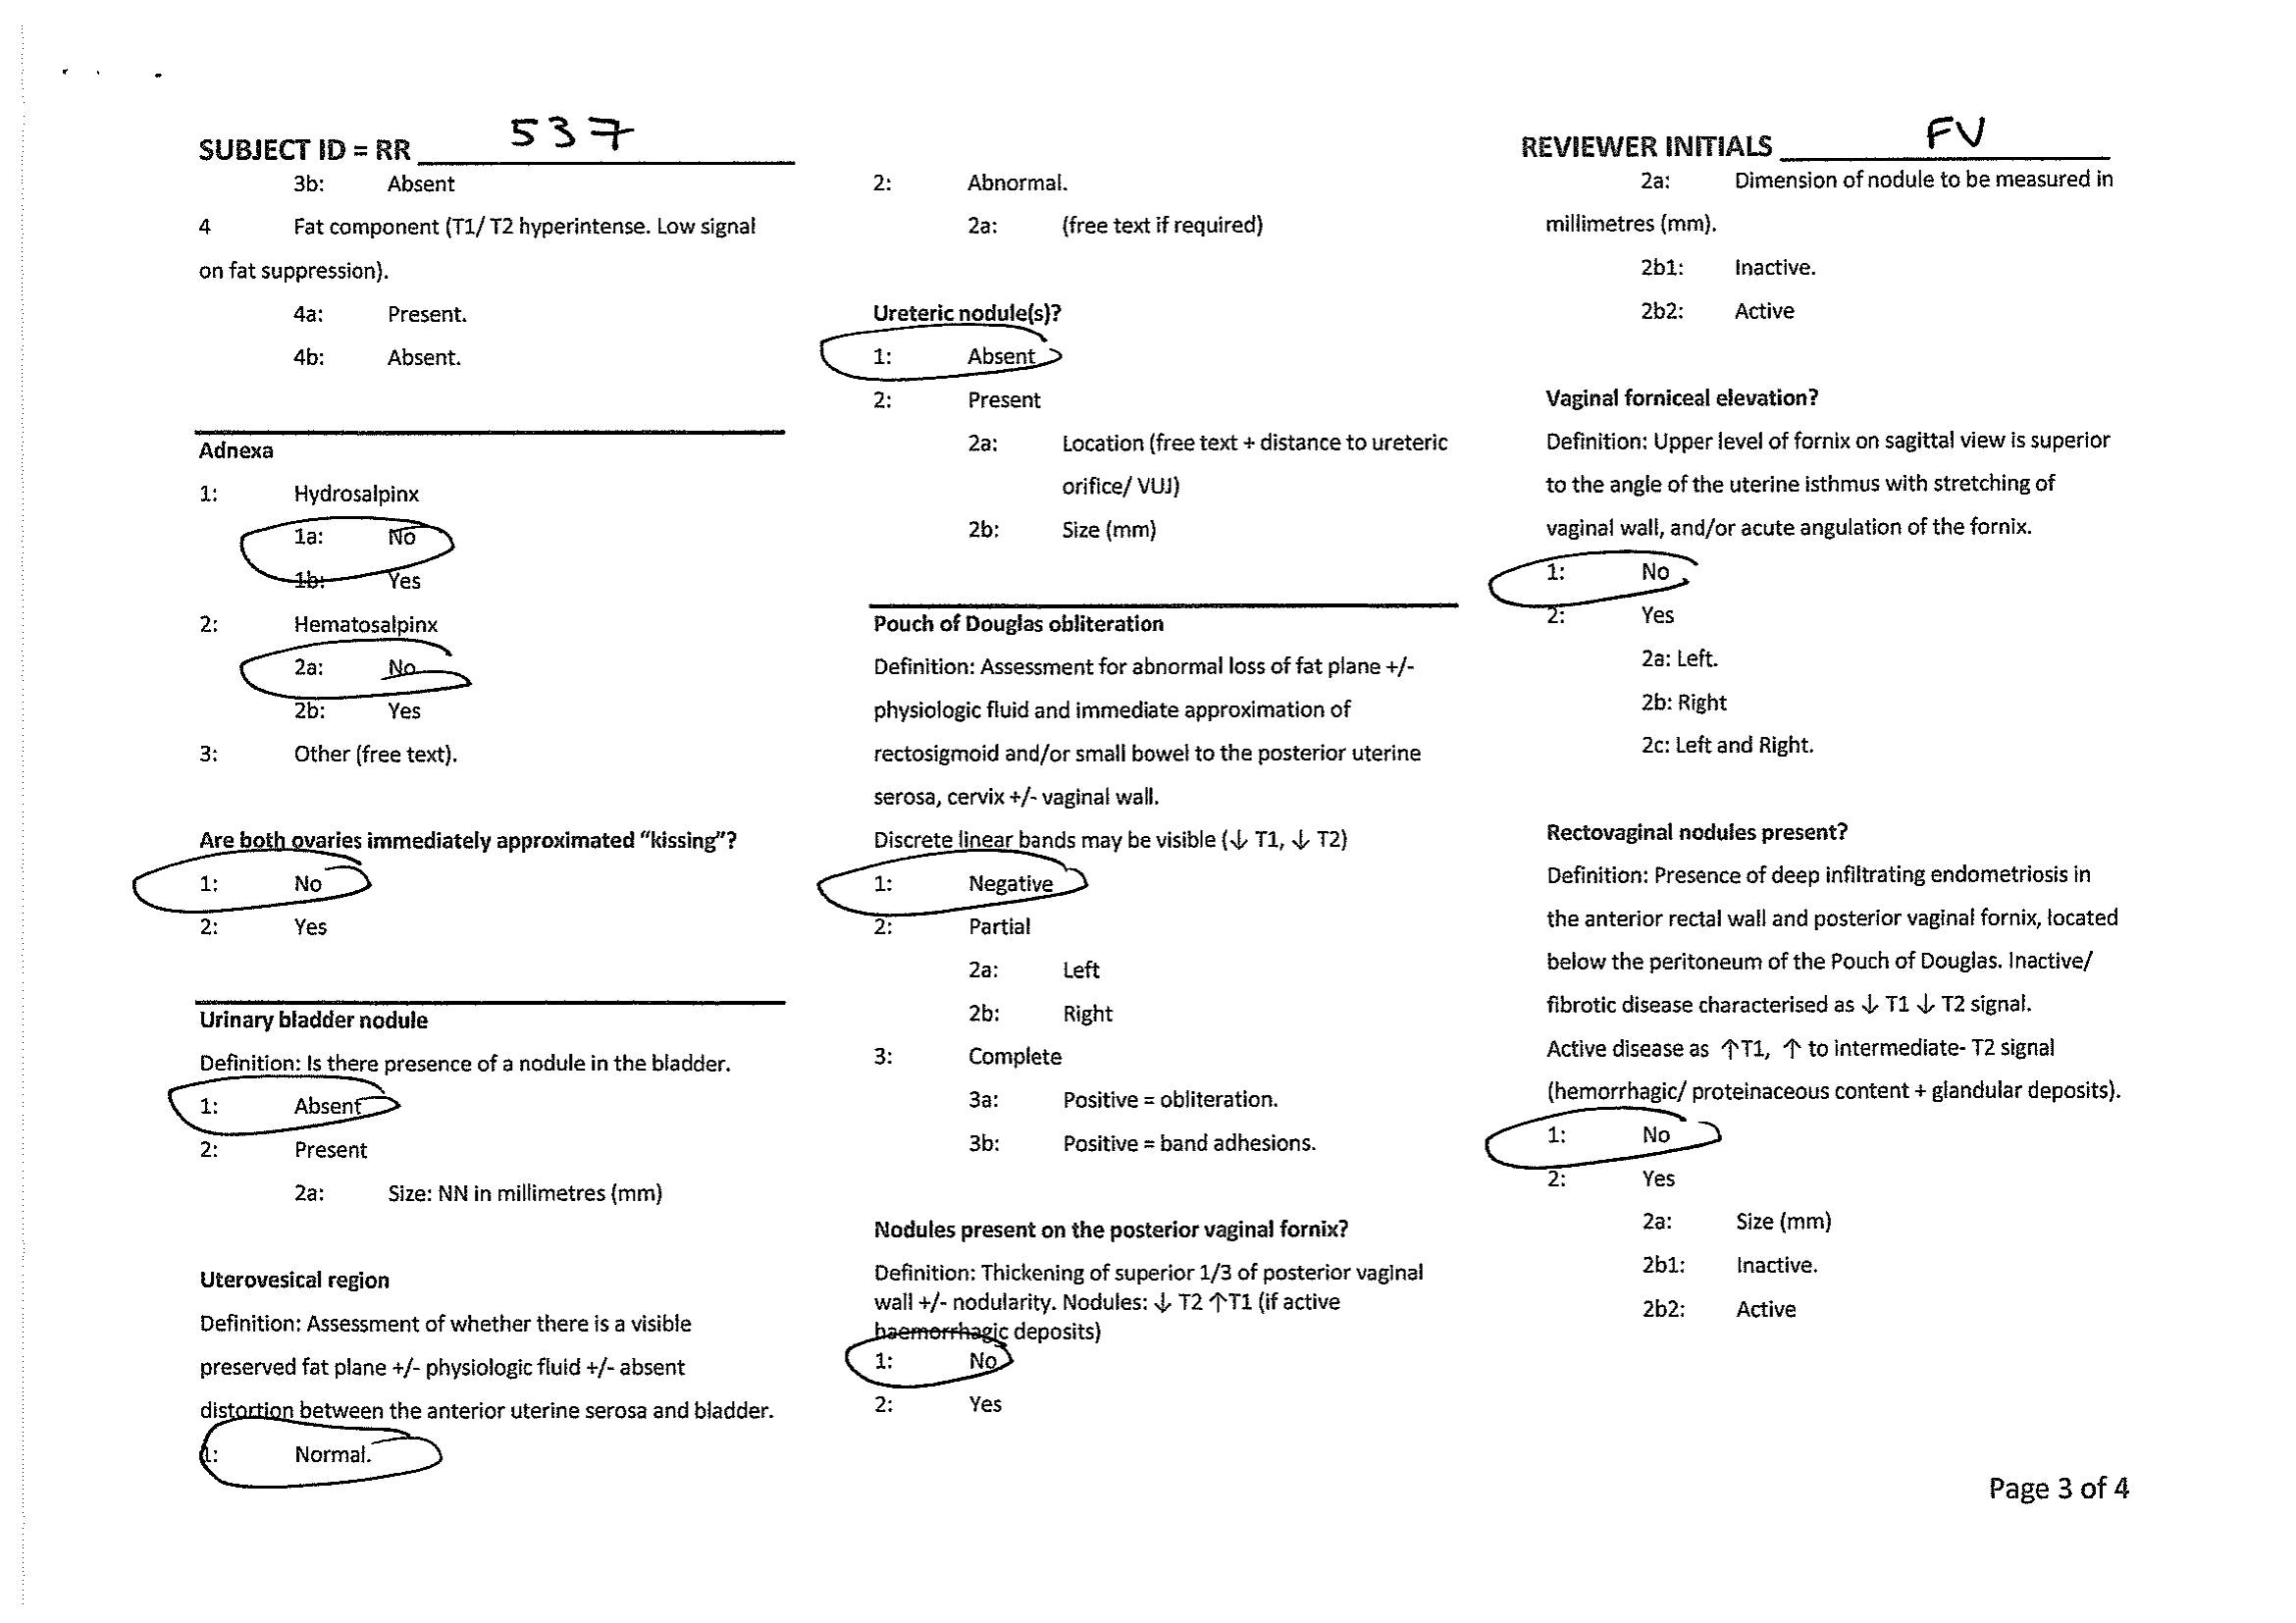 SUBJECT ID = RR 537
REVIEWER INITIALS FV
3b: Absent
4 Fat component (T1/ T2 hyperintense. Low signal
on fat suppression).
4a: Present.
4b: Absent.
Adnexa
1: Hydrosalpinx
1a: No
1b: Yes
2: Hematosalpinx
2a: No
2b: Yes
3: Other (free text).
Are both ovaries immediately approximated “kissing”?
1: No
2: Yes
Urinary bladder nodule
Definition: Is there presence of a nodule in the bladder.
1: Absent
2: Present
2a: Size: NN in millimetres (mm)
Uterovesical region
Definition: Assessment of whether there is a visible
preserved fat plane +/- physiologic fluid +/- absent
distortion between the anterior uterine serosa and bladder.
1: Normal.
2: Abnormal.
2a: (free text if required)
Ureteric nodule(s)?
1: Absent
2: Present
2a: Location (free text + distance to ureteric
orifice/ VUJ)
2b: Size (mm)
Pouch of Douglas obliteration
Definition: Assessment for abnormal loss of fat plane +/-
physiologic fluid and immediate approximation of
rectosigmoid and/or small bowel to the posterior uterine
serosa, cervix +/- vaginal wall.
Discrete linear bands may be visible (↓ T1, ↓ T2)
1: Negative
2: Partial
2a: Left
2b: Right
3: Complete
3a: Positive = obliteration.
3b: Positive = band adhesions.
Nodules present on the posterior vaginal fornix?
Definition: Thickening of superior 1/3 of posterior vaginal
wall +/- nodularity. Nodules: ↓ T2 ↑T1 (if active
haemorrhagic deposits)
1: No
2: Yes
2a: Dimension of nodule to be measured in
millimetres (mm).
2b1: Inactive.
2b2: Active
Vaginal forniceal elevation?
Definition: Upper level of fornix on sagittal view is superior
to the angle of the uterine isthmus with stretching of
vaginal wall, and/or acute angulation of the fornix.
1: No
2: Yes
2a: Left.
2b: Right
2c: Left and Right.
Rectovaginal nodules present?
Definition: Presence of deep infiltrating endometriosis in
the anterior rectal wall and posterior vaginal fornix, located
below the peritoneum of the Pouch of Douglas. Inactive/
fibrotic disease characterised as ↓ T1 ↓ T2 signal.
Active disease as ↑T1, ↑ to intermediate- T2 signal
(hemorrhagic/ proteinaceous content + glandular deposits).
1: No
2: Yes
2a: Size (mm)
2b1: Inactive.
2b2: Active
Page 3 of 4